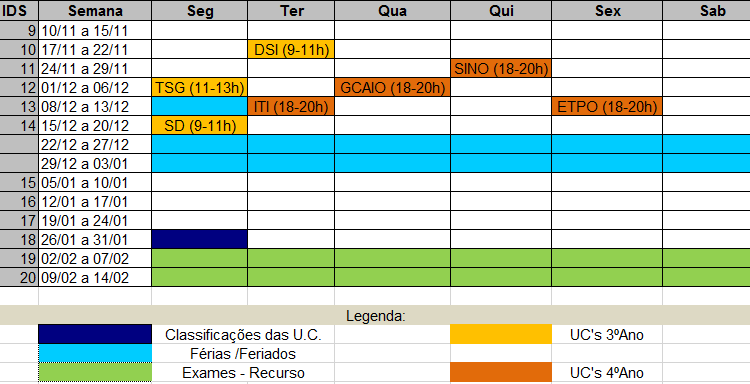 IDS Semana Seg Ter Qua Qui Sex Sab
9 10/11 a 15/11
10 17/11 a 22/11 DSI (9-11h)
11 24/11 a 29/11 SINO (18-20h)
12 01/12 a 06/12 TSG (11-13h) GCAIO (18-20h)
13 08/12 a 13/12 ITI (18-20h) ETPO (18-20h)
14 15/12 a 20/12 SD (9-11h)
22/12 a 27/12
29/12 a 03/01
15 05/01 a 10/01
16 12/01 a 17/01
17 19/01 a 24/01
18 26/01 a 31/01
19 02/02 a 07/02
20 09/02 a 14/02
Legenda:
Classificações das U.C. UC's 3ºAno
Férias /Feriados
Exames - Recurso UC's 4ºAno